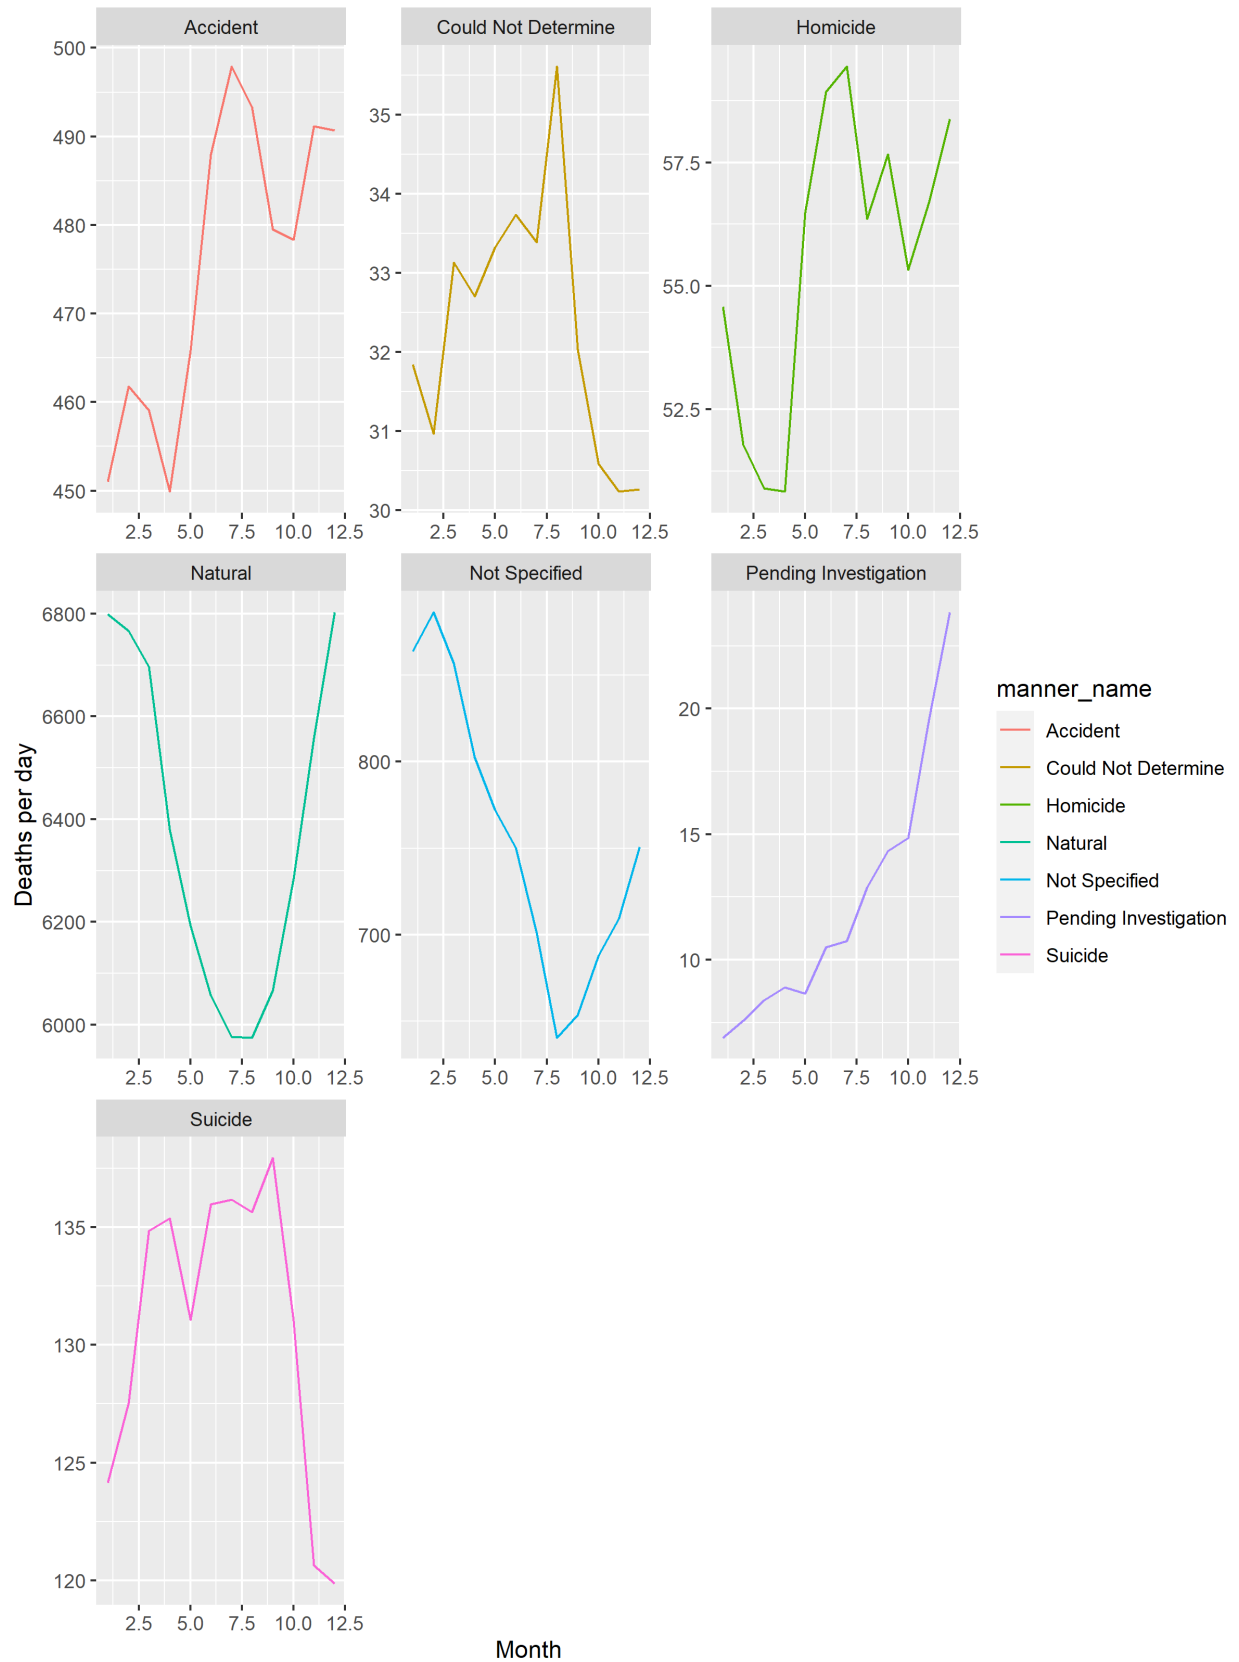 Accident
Could Not Determine
Homicide
500
490
480
470
460
450
35
34
33
32
31
30
57.5
55.0
52.5
2.5 5.0 7.5 10.0 12.5
2.5 5.0 7.5 10.0 12.5
2.5 5.0 7.5 10.0 12.5
Natural
Not Specified
Pending Investigation
6800
6600
6400
6200
6000
800
700
20
15
10
2.5 5.0 7.5 10.0 12.5
2.5 5.0 7.5 10.0 12.5
2.5 5.0 7.5 10.0 12.5
Suicide
135
130
125
120
2.5 5.0 7.5 10.0 12.5
Deaths per day
Month
manner_name
Accident
Could Not Determine
Homicide
Natural
Not Specified
Pending Investigation
Suicide